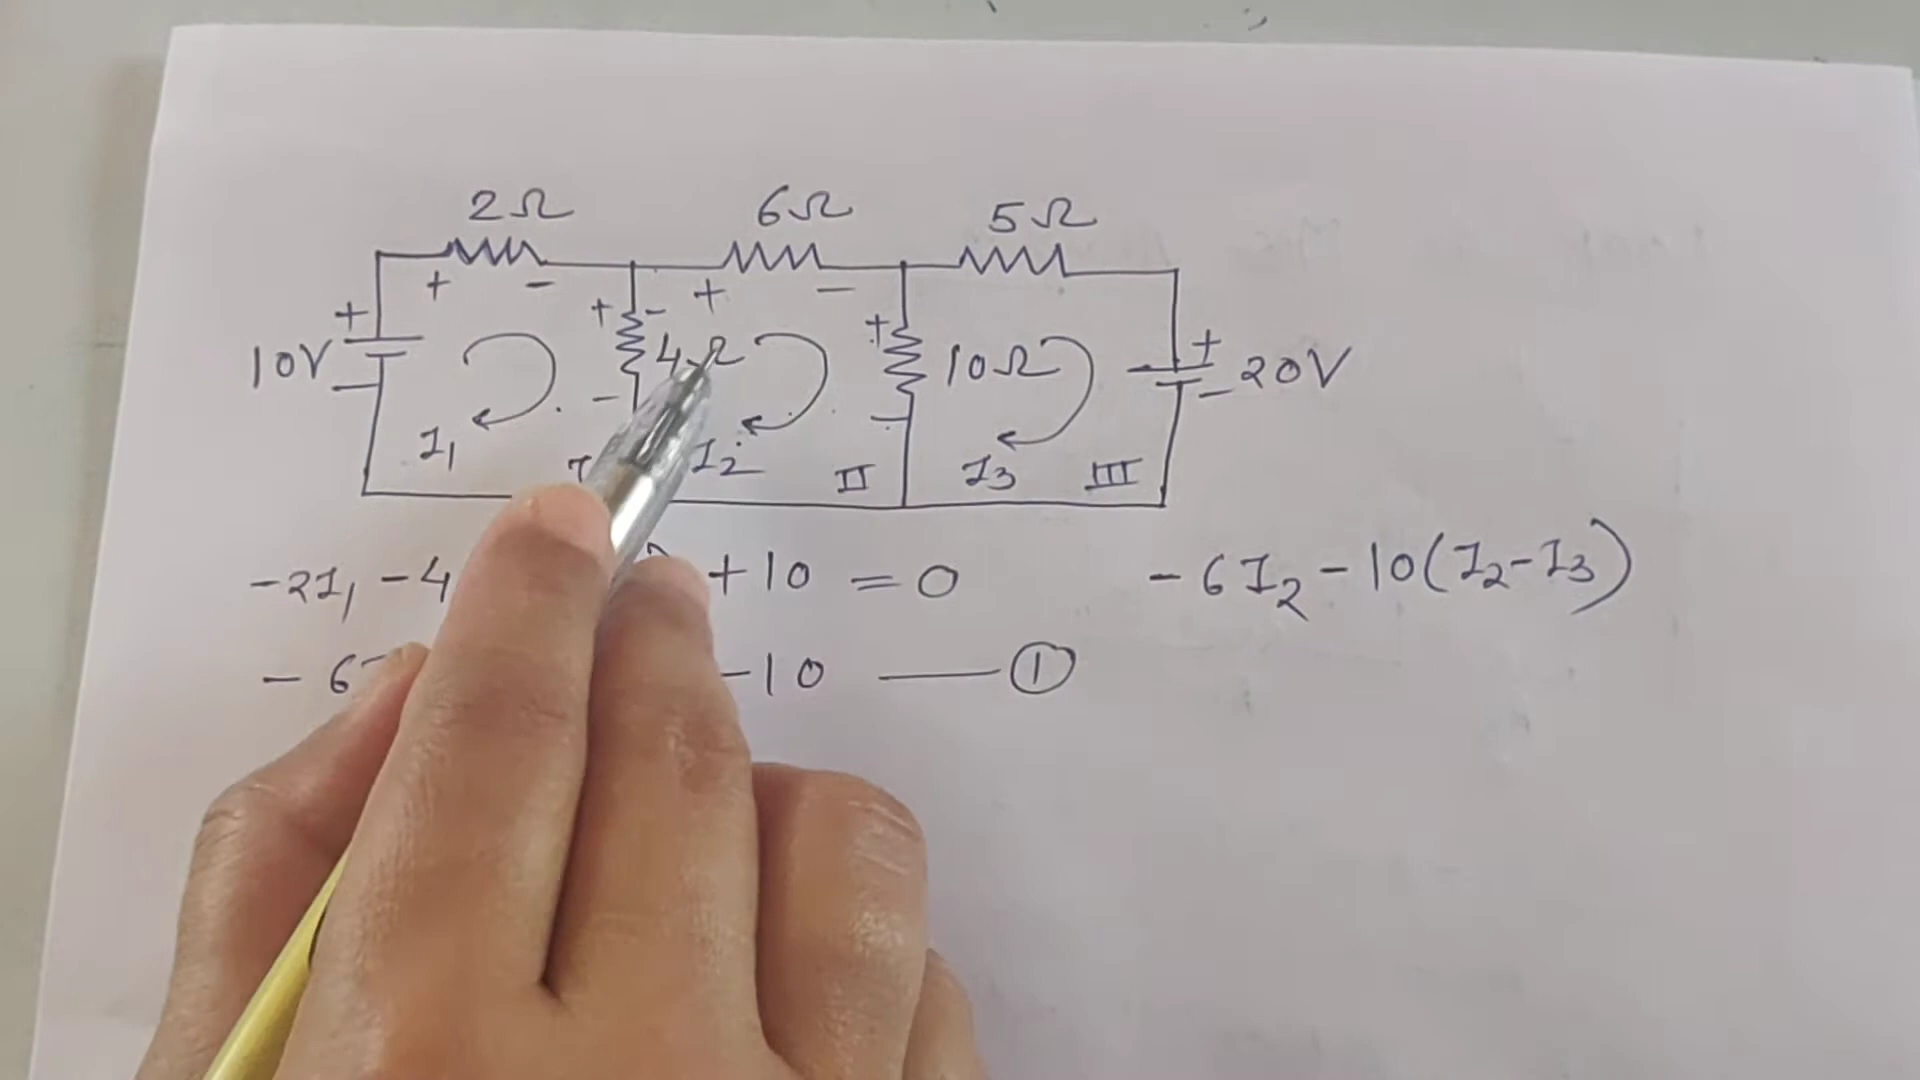 2Ω 6Ω 5Ω
+ - + -
+ + - +
10V 4Ω 10Ω + 20V
- - - -
I₁ I₂ II I₃ III
-2I₁ -4 +10 = 0 -6I₂ -10(I₂-I₃)
-6 -10 —— ①